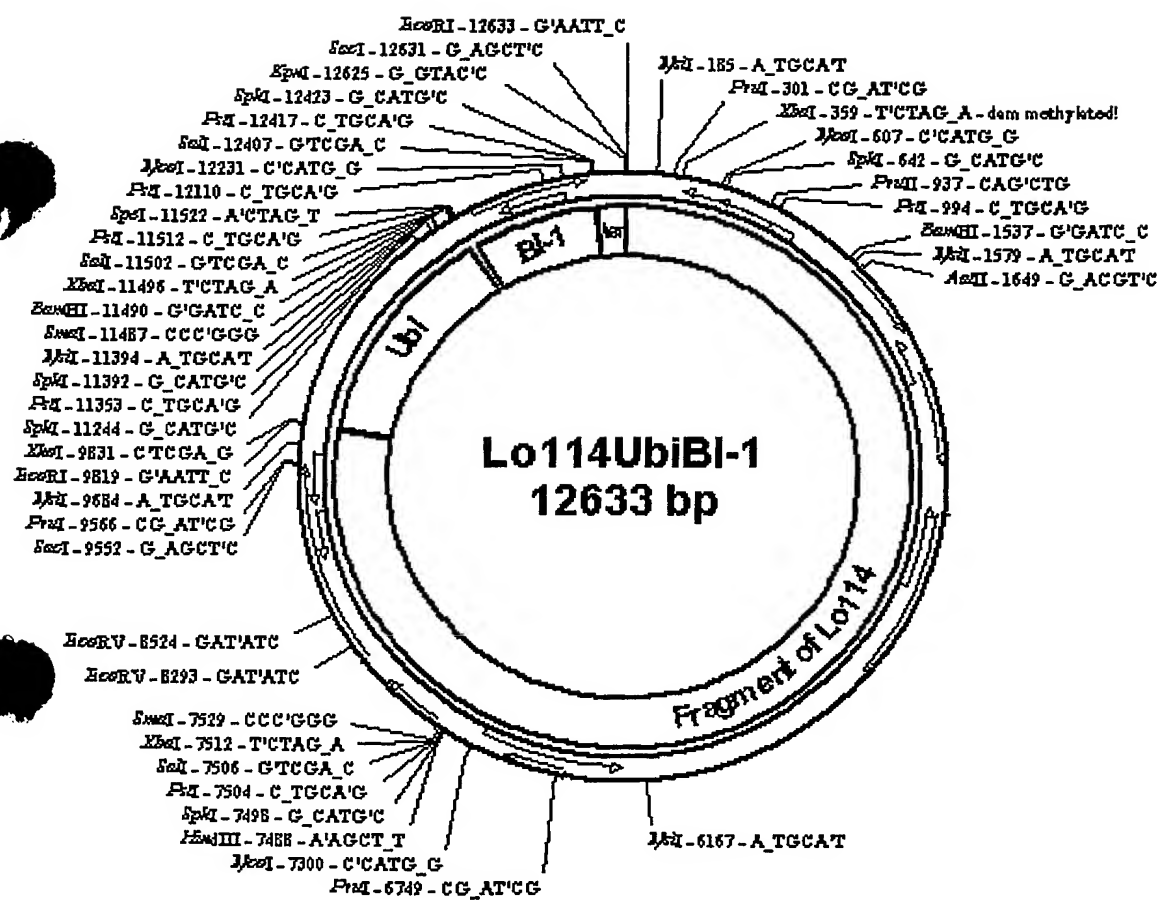 EcoRI - 12633 - G'AATT_C
SacI - 12631 - G_AGCT'C
KpnI - 12625 - G_GTAC'C
SphI - 12423 - G_CATG'C
PstI - 12417 - C_TGCA'G
SalI - 12407 - G'TCGA_C
NcoI - 12231 - C'CATG_G
PstI - 12110 - C_TGCA'G
SpeI - 11522 - A'CTAG_T
PstI - 11512 - C_TGCA'G
SalI - 11502 - G'TCGA_C
XbaI - 11496 - T'CTAG_A
BamHI - 11490 - G'GATC_C
SmaI - 11487 - CCC'GGG
NsiI - 11394 - A_TGCA'T
SphI - 11392 - G_CATG'C
PstI - 11353 - C_TGCA'G
SphI - 11244 - G_CATG'C
XhoI - 9831 - C'TCGA_G
EcoRI - 9819 - G'AATT_C
NsiI - 9684 - A_TGCA'T
PvuI - 9566 - CG_AT'CG
SacI - 9552 - G_AGCT'C
EcoRV - 8524 - GAT'ATC
EcoRV - 8293 - GAT'ATC
SmaI - 7529 - CCC'GGG
XbaI - 7512 - T'CTAG_A
SalI - 7506 - G'TCGA_C
PstI - 7504 - C_TGCA'G
SphI - 7498 - G_CATG'C
HindIII - 7488 - A'AGCT_T
NcoI - 7300 - C'CATG_G
PvuI - 6749 - CG_AT'CG
NsiI - 185 - A_TGCA'T
PvuI - 301 - CG_AT'CG
XbaI - 359 - T'CTAG_A - dam methylated!
NcoI - 607 - C'CATG_G
SphI - 642 - G_CATG'C
PvuII - 937 - CAG'CTG
PstI - 994 - C_TGCA'G
BamHI - 1537 - G'GATC_C
NsiI - 1579 - A_TGCA'T
AatII - 1649 - G_ACGT'C
NsiI - 6167 - A_TGCA'T
Ubi
BI-1
ter
Lo114UbiBI-1
12633 bp
Fragment of Lo114